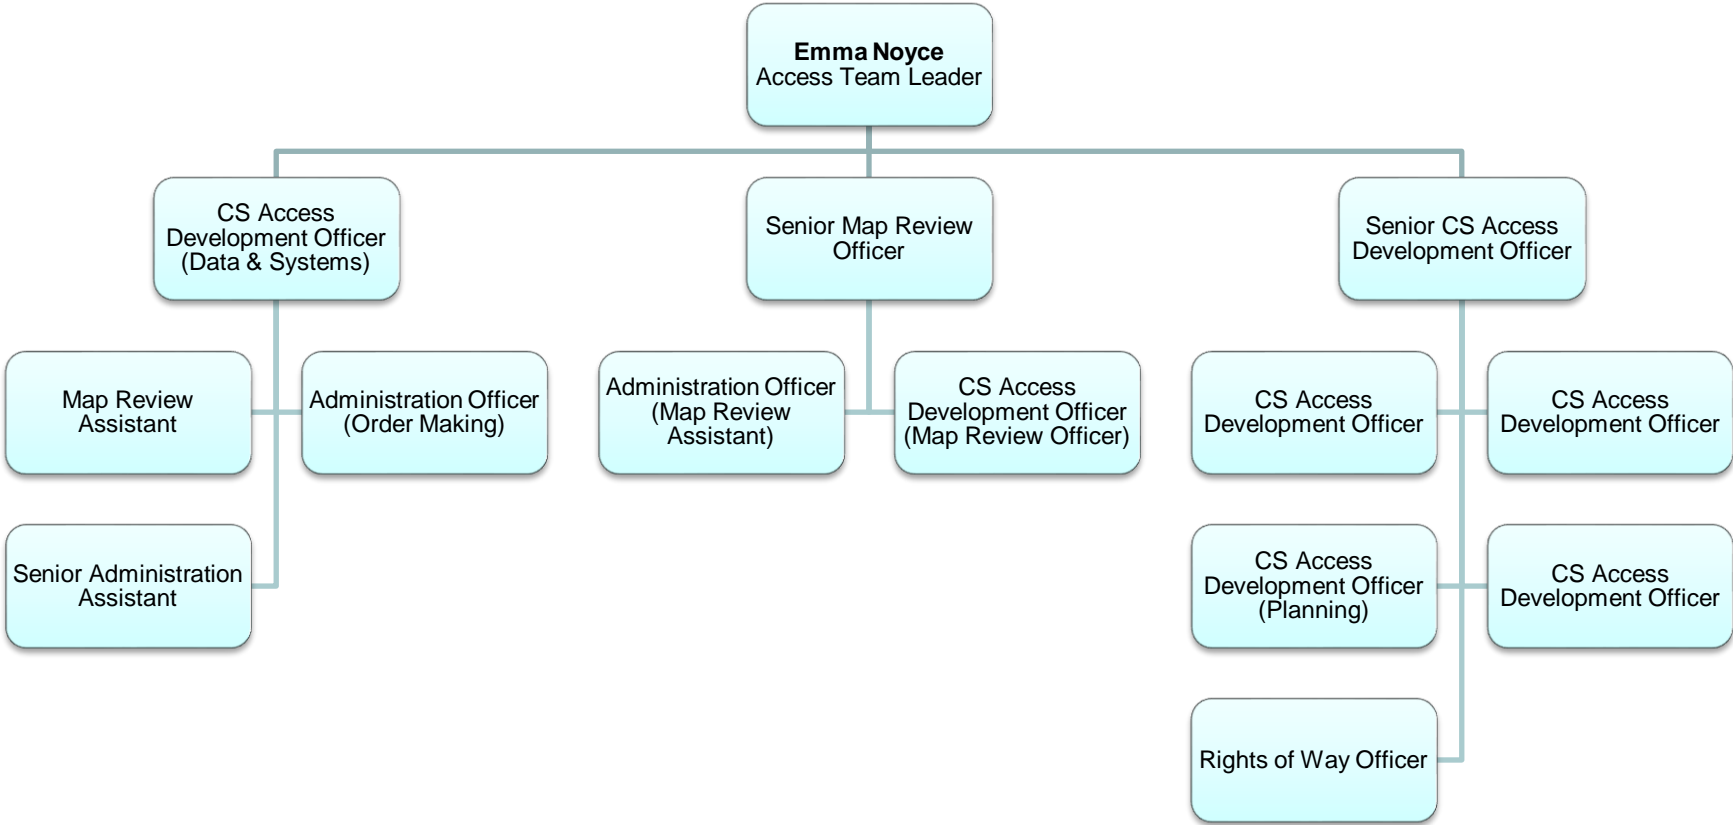 Emma Noyce
Access Team Leader
CS Access
Development Officer
(Data & Systems)
Senior Map Review
Officer
Senior CS Access
Development Officer
Map Review
Assistant
Administration Officer
(Order Making)
Administration Officer
(Map Review
Assistant)
CS Access
Development Officer
(Map Review Officer)
CS Access
Development Officer
CS Access
Development Officer
Senior Administration
Assistant
CS Access
Development Officer
(Planning)
CS Access
Development Officer
Rights of Way Officer